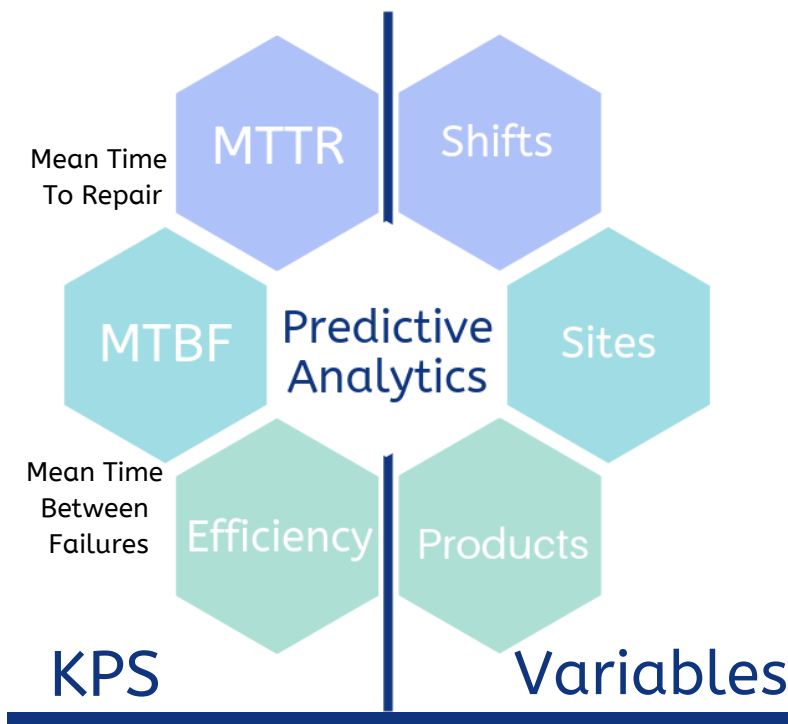 MTTR
Shifts
Mean Time
To Repair
MTBF
Predictive
Analytics
Sites
Mean Time
Between
Failures
Efficiency
Products
KPS
Variables